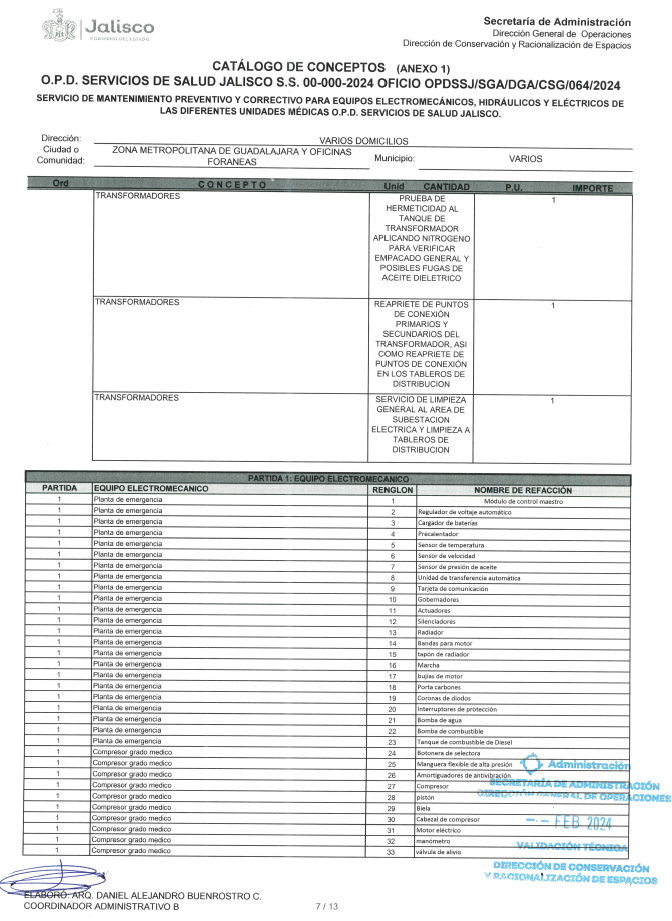 Jalisco
GOBIERNO DEL ESTADO
Secretaría de Administración
Dirección General de Operaciones
Dirección de Conservación y Racionalización de Espacios
CATÁLOGO DE CONCEPTOS (ANEXO 1)
O.P.D. SERVICIOS DE SALUD JALISCO S.S. 00-000-2024 OFICIO OPDSSJ/SGA/DGA/CSG/064/2024
SERVICIO DE MANTENIMIENTO PREVENTIVO Y CORRECTIVO PARA EQUIPOS ELECTROMECÁNICOS, HIDRÁULICOS Y ELÉCTRICOS DE
LAS DIFERENTES UNIDADES MÉDICAS O.P.D. SERVICIOS DE SALUD JALISCO.
Dirección: VARIOS DOMICILIOS
Ciudad o Comunidad: ZONA METROPOLITANA DE GUADALAJARA Y OFICINAS FORANEAS Municipio: VARIOS
Ord CONCEPTO Unid CANTIDAD P.U. IMPORTE
TRANSFORMADORES PRUEBA DE 1
HERMETICIDAD AL
TANQUE DE
TRANSFORMADOR
APLICANDO NITROGENO
PARA VERIFICAR
EMPACADO GENERAL Y
POSIBLES FUGAS DE
ACEITE DIELETRICO
TRANSFORMADORES REAPRIETE DE PUNTOS 1
DE CONEXIÓN
PRIMARIOS Y
SECUNDARIOS DEL
TRANSFORMADOR, ASI
COMO REAPRIETE DE
PUNTOS DE CONEXIÓN
EN LOS TABLEROS DE
DISTRIBUCION
TRANSFORMADORES SERVICIO DE LIMPIEZA 1
GENERAL AL AREA DE
SUBESTACION
ELECTRICA Y LIMPIEZA A
TABLEROS DE
DISTRIBUCION
PARTIDA 1: EQUIPO ELECTROMECANICO
PARTIDA EQUIPO ELECTROMECANICO RENGLON NOMBRE DE REFACCIÓN
1 Planta de emergencia 1 Módulo de control maestro
1 Planta de emergencia 2 Regulador de voltaje automático
1 Planta de emergencia 3 Cargador de baterías
1 Planta de emergencia 4 Precalentador
1 Planta de emergencia 5 Sensor de temperatura
1 Planta de emergencia 6 Sensor de velocidad
1 Planta de emergencia 7 Sensor de presión de aceite
1 Planta de emergencia 8 Unidad de transferencia automática
1 Planta de emergencia 9 Tarjeta de comunicación
1 Planta de emergencia 10 Gobernadores
1 Planta de emergencia 11 Actuadores
1 Planta de emergencia 12 Silenciadores
1 Planta de emergencia 13 Radiador
1 Planta de emergencia 14 Bandas para motor
1 Planta de emergencia 15 tapón de radiador
1 Planta de emergencia 16 Marcha
1 Planta de emergencia 17 bujías de motor
1 Planta de emergencia 18 Porta carbones
1 Planta de emergencia 19 Coronas de diodos
1 Planta de emergencia 20 Interruptores de protección
1 Planta de emergencia 21 Bomba de agua
1 Planta de emergencia 22 Bomba de combustible
1 Planta de emergencia 23 Tanque de combustible de Diesel
1 Compresor grado medico 24 Botonera de selectora
1 Compresor grado medico 25 Manguera flexible de alta presión
1 Compresor grado medico 26 Amortiguadores de antivibración
1 Compresor grado medico 27 Compresor
1 Compresor grado medico 28 pistón
1 Compresor grado medico 29 Biela
1 Compresor grado medico 30 Cabezal de compresor
1 Compresor grado medico 31 Motor eléctrico
1 Compresor grado medico 32 manómetro
1 Compresor grado medico 33 válvula de alivio
Administración
SECRETARÍA DE ADMINISTRACIÓN
DIRECCIÓN GENERAL DE OPERACIONES
-- FEB 2024
VALIDACIÓN TÉCNICA
DIRECCIÓN DE CONSERVACIÓN
Y RACIONALIZACIÓN DE ESPACIOS
ELABORÓ: ARQ. DANIEL ALEJANDRO BUENROSTRO C.
COORDINADOR ADMINISTRATIVO B
7 / 13